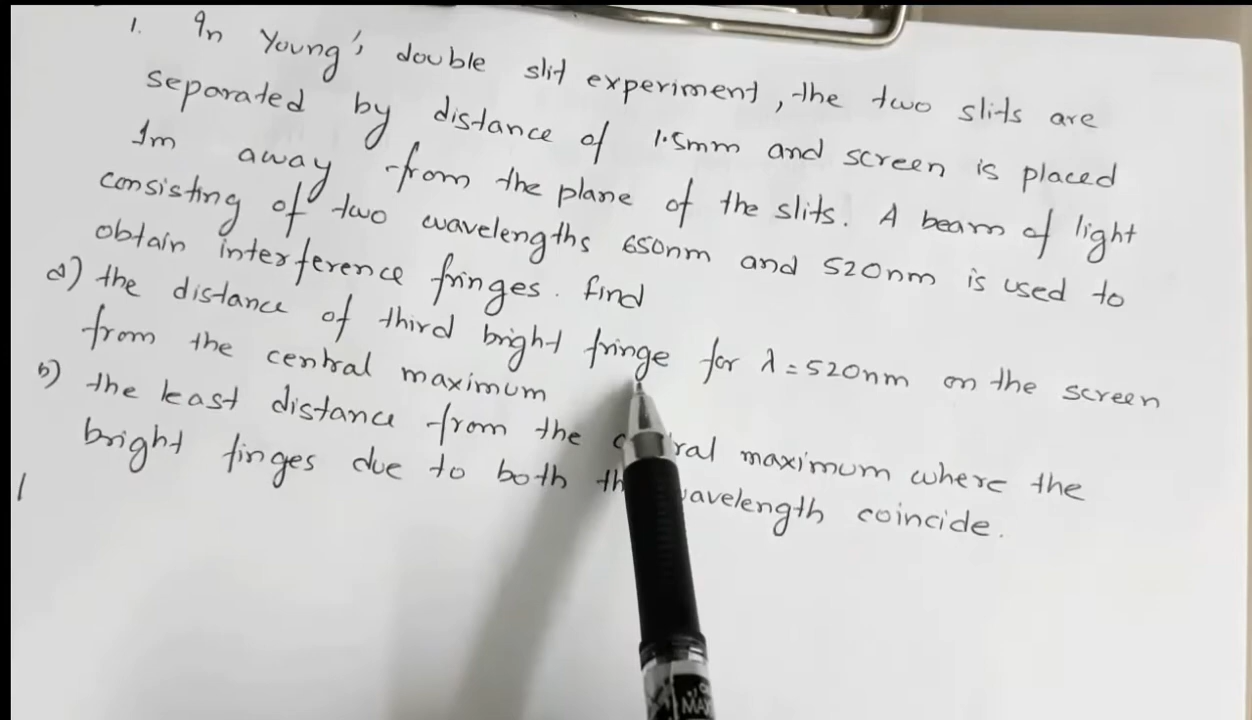 1. In Young's double slit experiment, the two slits are
separated by distance of 1.5mm and screen is placed
1m away from the plane of the slits. A beam of light
consisting of two wavelengths 650nm and 520nm is used to
obtain interference fringes. find
a) the distance of third bright fringe for λ = 520nm on the screen
from the central maximum
b) the least distance from the ral maximum where the
bright finges due to both avelength coincide.
MA